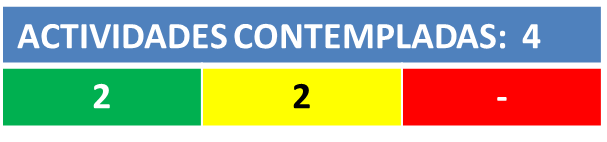 ACTIVIDADES CONTEMPLADAS: 4
2 2 -